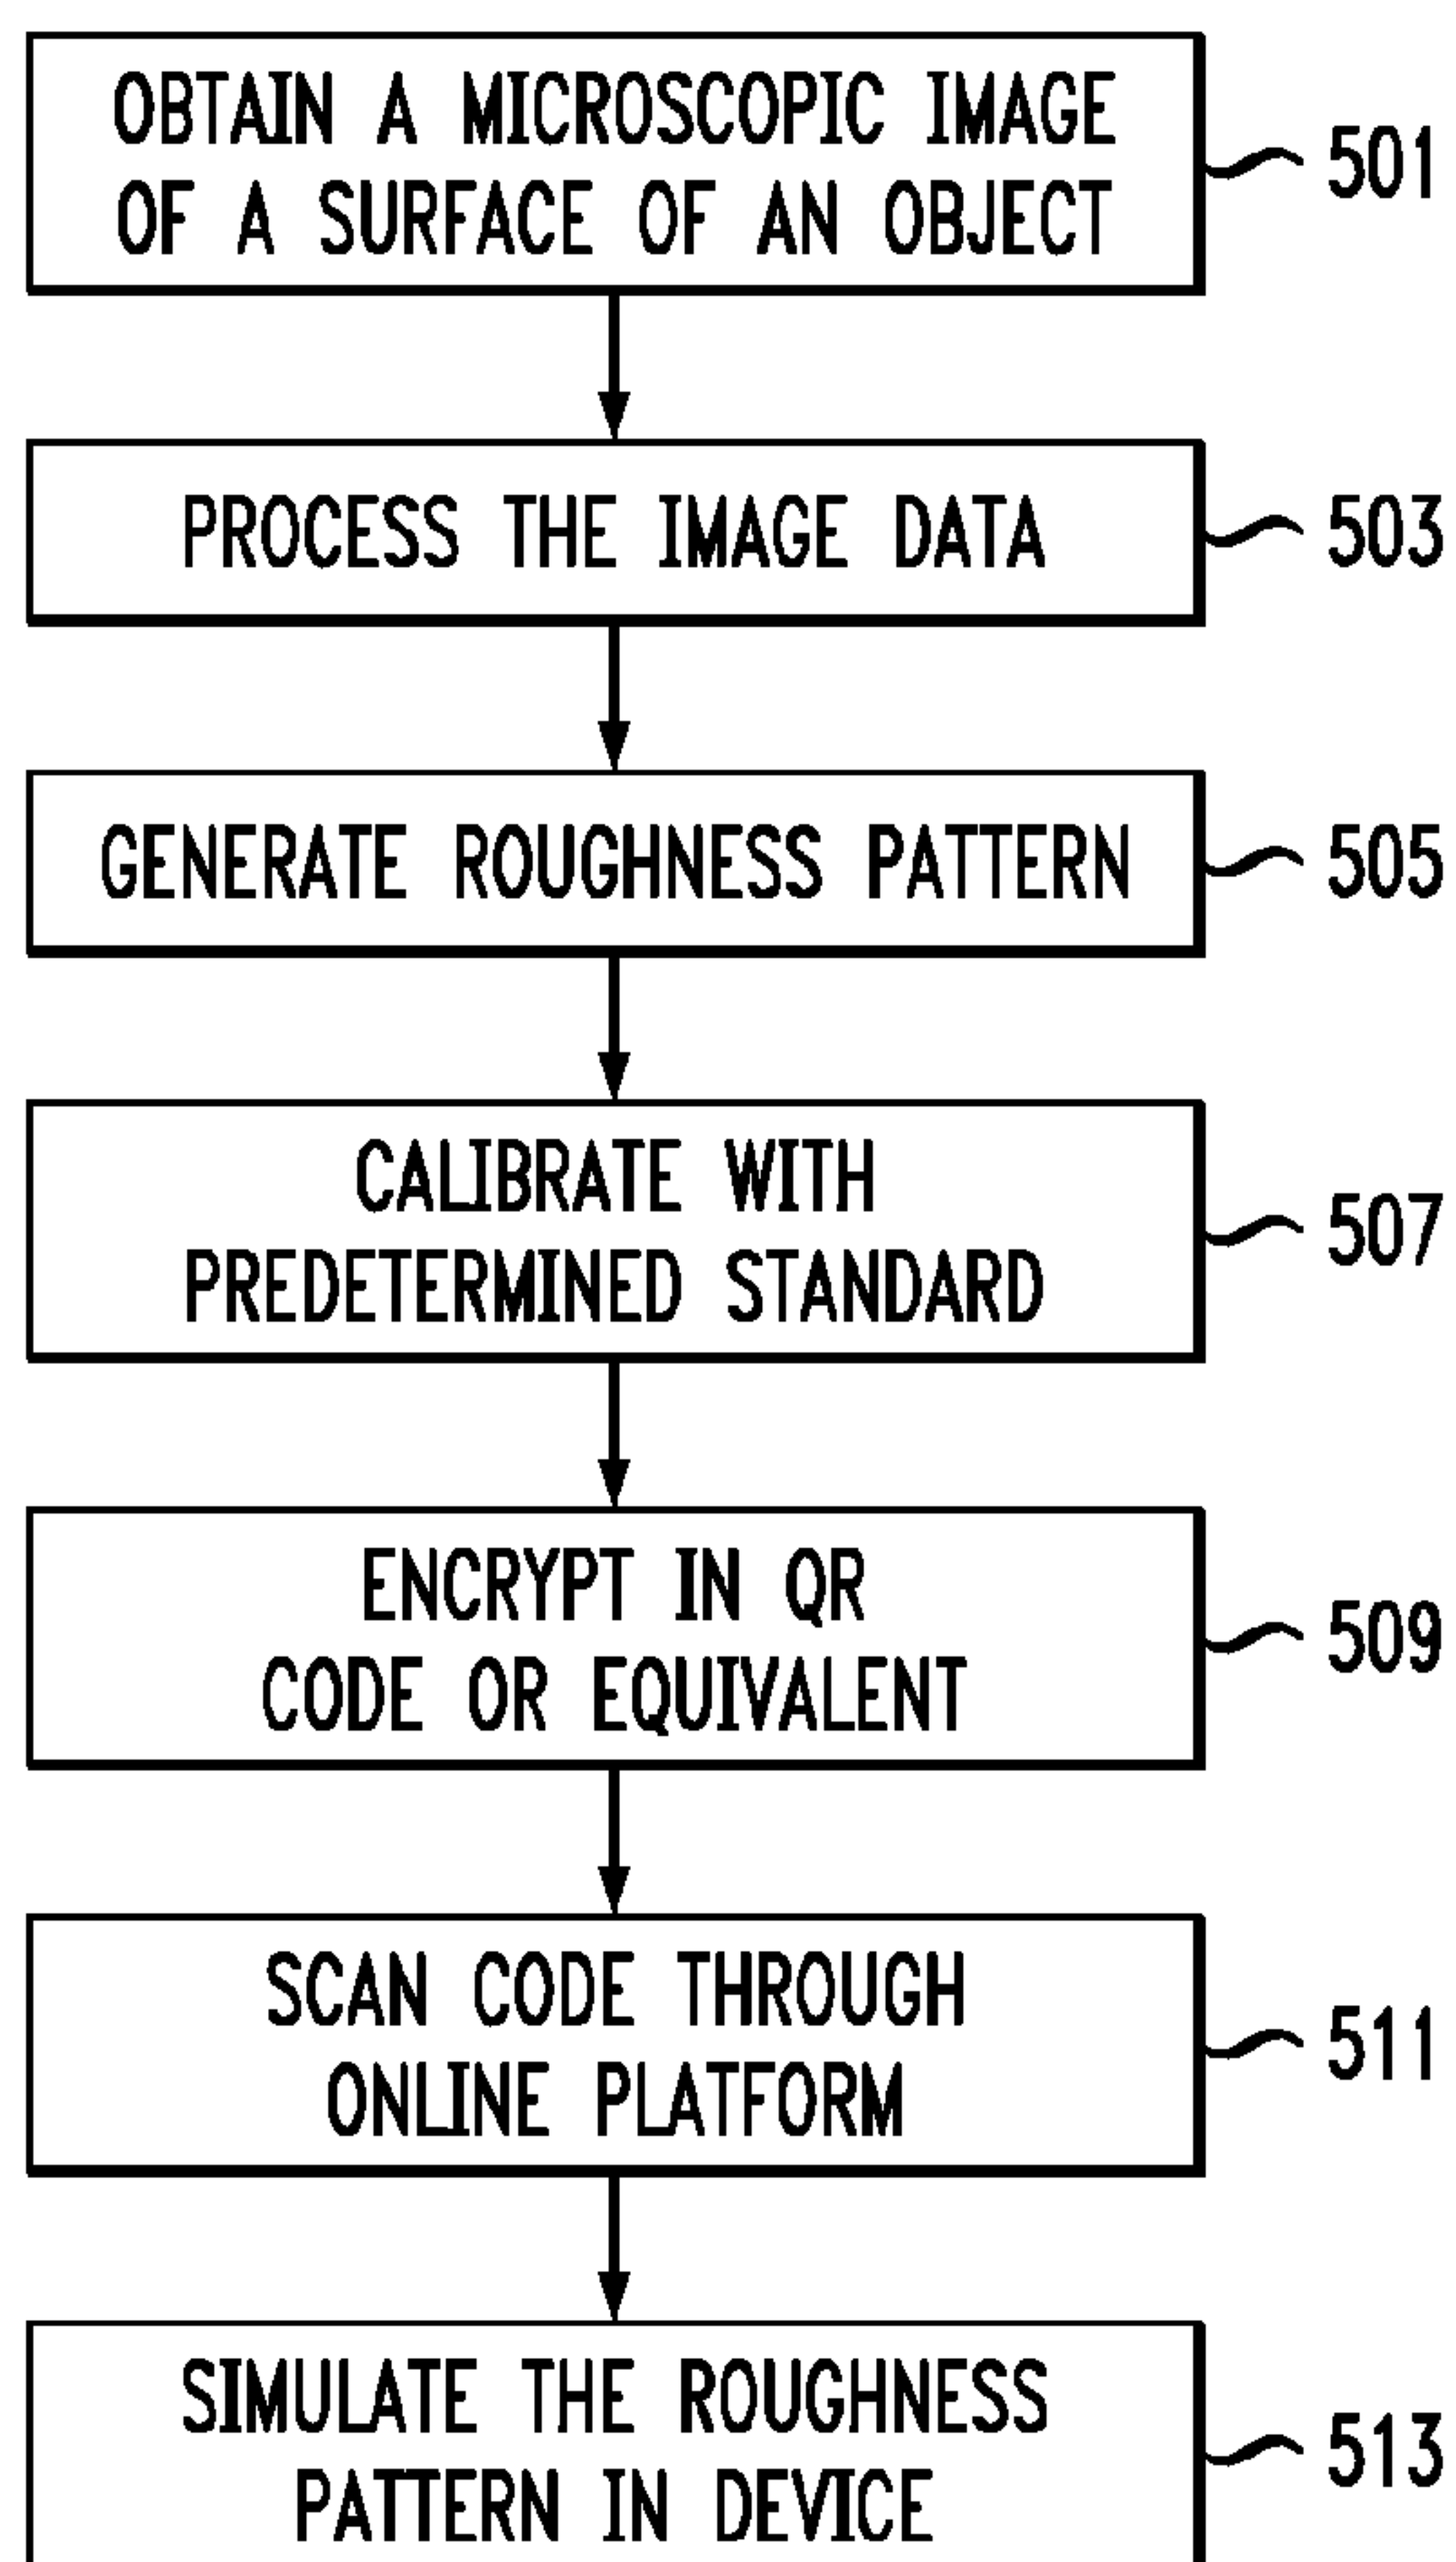 OBTAIN A MICROSCOPIC IMAGE
OF A SURFACE OF AN OBJECT
501
PROCESS THE IMAGE DATA
503
GENERATE ROUGHNESS PATTERN
505
CALIBRATE WITH
PREDETERMINED STANDARD
507
ENCRYPT IN QR
CODE OR EQUIVALENT
509
SCAN CODE THROUGH
ONLINE PLATFORM
511
SIMULATE THE ROUGHNESS
PATTERN IN DEVICE
513